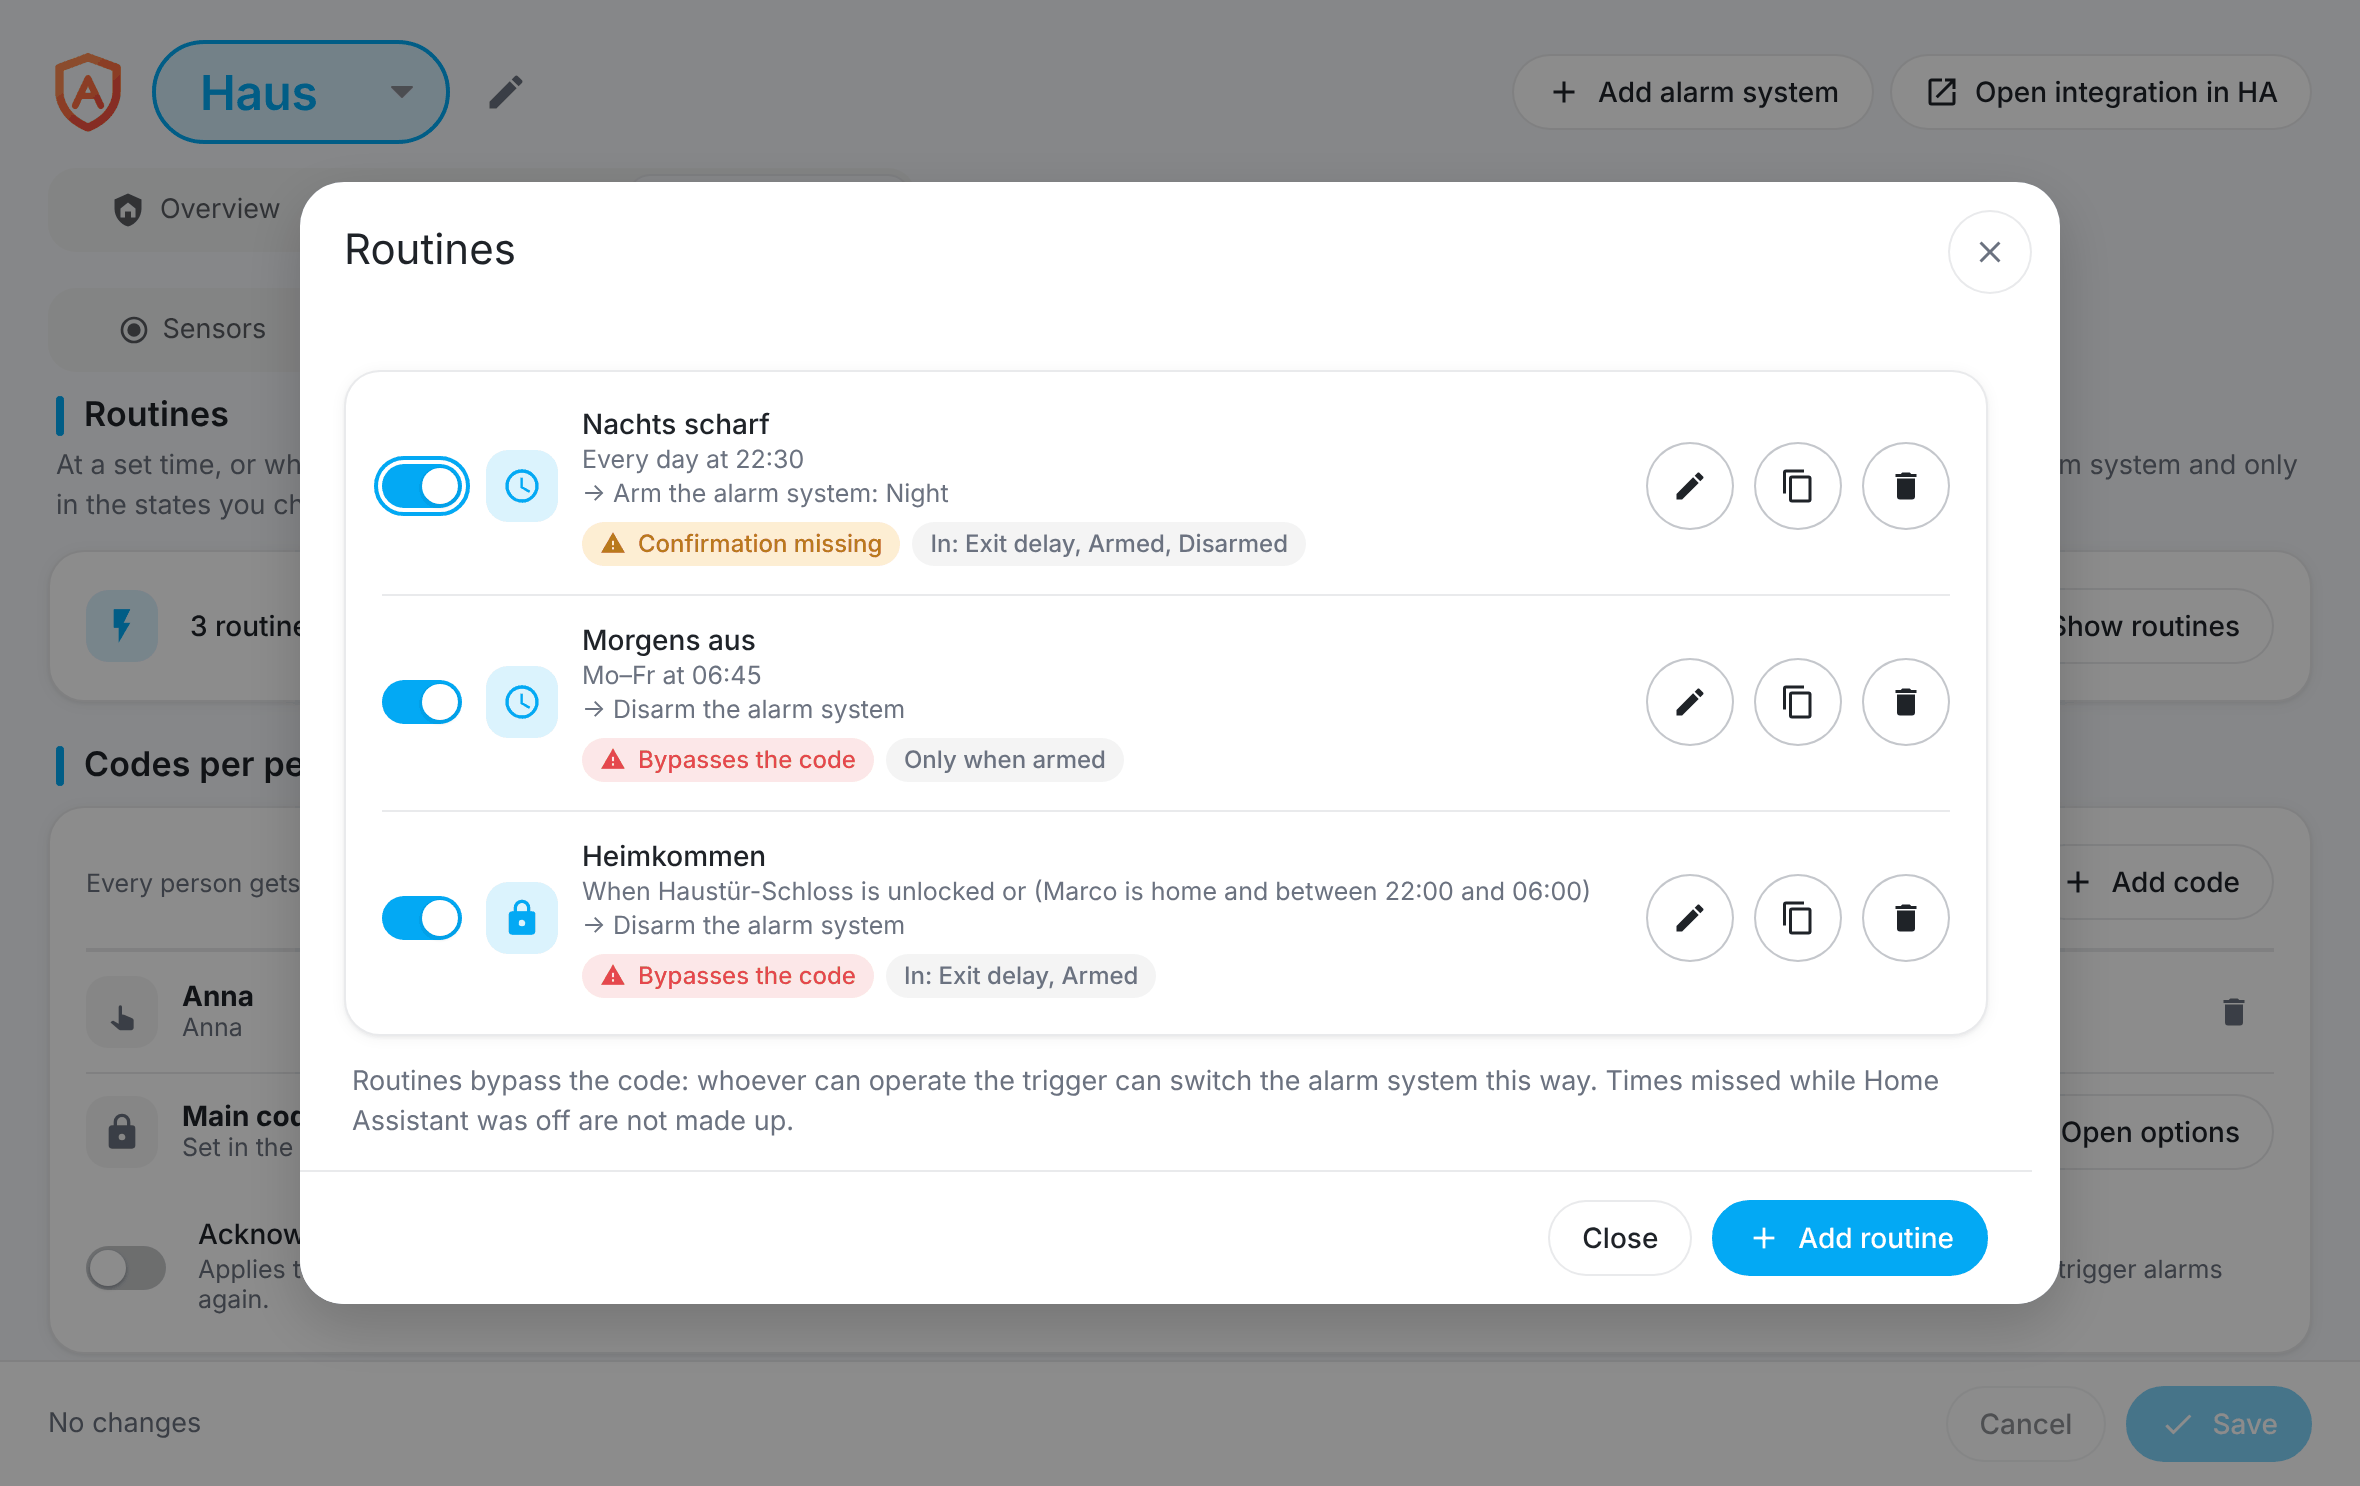 Haus
Add alarm system
Open integration in HA
Overview
Sensors
Routines
At a set time, or wh
m system and only
in the states you ch
3 routine
Show routines
Codes per pe
Every person gets
Add code
Anna
Anna
Main cod
Set in the
Open options
Acknow
Applies t
trigger alarms
again.
Routines
Nachts scharf
Every day at 22:30
→ Arm the alarm system: Night
Confirmation missing
In: Exit delay, Armed, Disarmed
Morgens aus
Mo–Fr at 06:45
→ Disarm the alarm system
Bypasses the code
Only when armed
Heimkommen
When Haustür-Schloss is unlocked or (Marco is home and between 22:00 and 06:00)
→ Disarm the alarm system
Bypasses the code
In: Exit delay, Armed
Routines bypass the code: whoever can operate the trigger can switch the alarm system this way. Times missed while Home
Assistant was off are not made up.
Close
Add routine
No changes
Cancel
Save